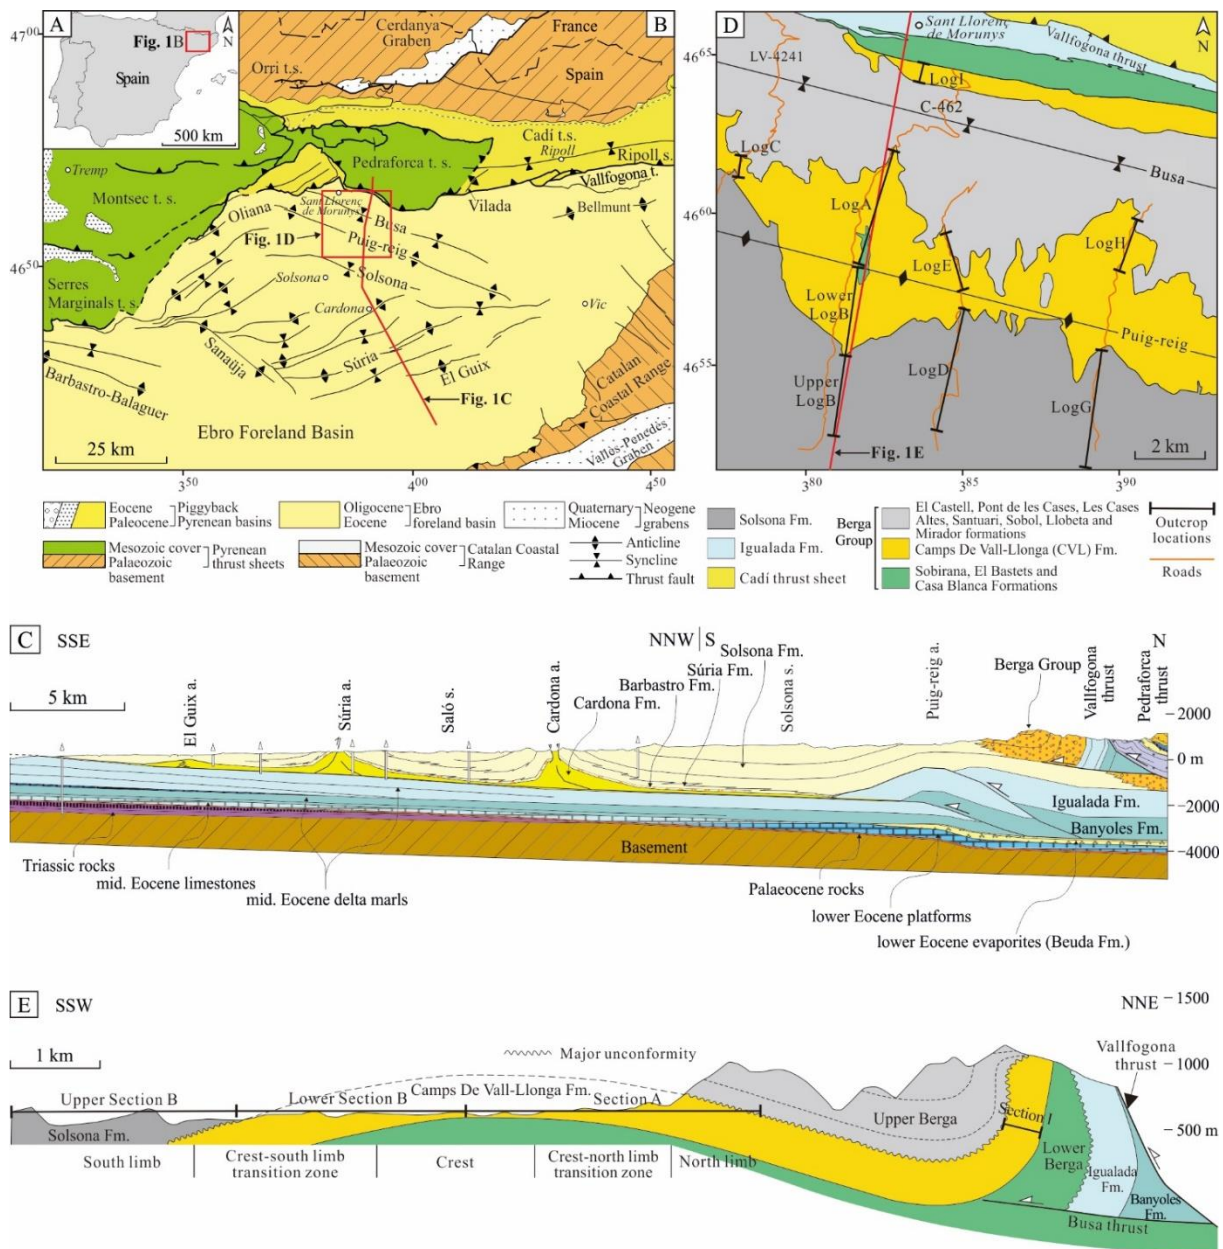 A
Fig. 1B
N
Spain
500 km
4700
4650
B
Cerdanya
Graben
France
Spain
Orri t.s.
Cadí t.s.
Ripoll
Ripoll s.
Pedraforca t. s.
Vallfogona t.
Tremp
Montsec t. s.
Sant Llorenç
de Morunys
Vilada
Bellmunt
Oliana
Busa
Puig-reig
Fig. 1D
Solsona
Solsona
Serres
Marginals t. s.
Cardona
Vic
Sanaüja
Súria
El Guix
Barbastro-Balaguer
Fig. 1C
Catalan
Coastal Range
Ebro Foreland Basin
Vallès-Penedès
Graben
25 km
350
400
450
D
Sant Llorenç
de Morunys
Vallfogona thrust
N
4665
LV-4241
LogI
C-462
LogC
Busa
4660
LogA
LogE
LogH
Lower
LogB
Puig-reig
4655
Upper
LogB
LogD
LogG
Fig. 1E
2 km
380
385
390
Eocene
Paleocene
Piggyback
Pyrenean basins
Oligocene
Eocene
Ebro
foreland basin
Quaternary
Miocene
Neogene
grabens
Mesozoic cover
Palaeozoic
basement
Pyrenean
thrust sheets
Mesozoic cover
Palaeozoic
basement
Catalan Coastal
Range
Anticline
Syncline
Thrust fault
Solsona Fm.
Igualada Fm.
Cadí thrust sheet
Berga
Group
El Castell, Pont de les Cases, Les Cases
Altes, Santuari, Sobol, Llobeta and
Mirador formations
Camps De Vall-Llonga (CVL) Fm.
Sobirana, El Bastets and
Casa Blanca Formations
Outcrop
locations
Roads
C
SSE
NNW
S
N
5 km
El Guix a.
Súria a.
Saló s.
Cardona a.
Cardona Fm.
Barbastro Fm.
Súria Fm.
Solsona Fm.
Solsona s.
Puig-reig a.
Berga Group
Vallfogona
thrust
Pedraforca
thrust
2000
0 m
-2000
-4000
Igualada Fm.
Banyoles Fm.
Basement
Triassic rocks
mid. Eocene limestones
mid. Eocene delta marls
Palaeocene rocks
lower Eocene platforms
lower Eocene evaporites (Beuda Fm.)
E
SSW
NNE
1500
1 km
Major unconformity
Vallfogona
thrust
1000
Camps De Vall-Llonga Fm.
Upper Section B
Lower Section B
Section A
Upper Berga
Section I
500 m
Solsona Fm.
Lower
Berga
Igualada
Fm.
Banyoles
Fm.
South limb
Crest-south limb
transition zone
Crest
Crest-north limb
transition zone
North limb
Busa thrust